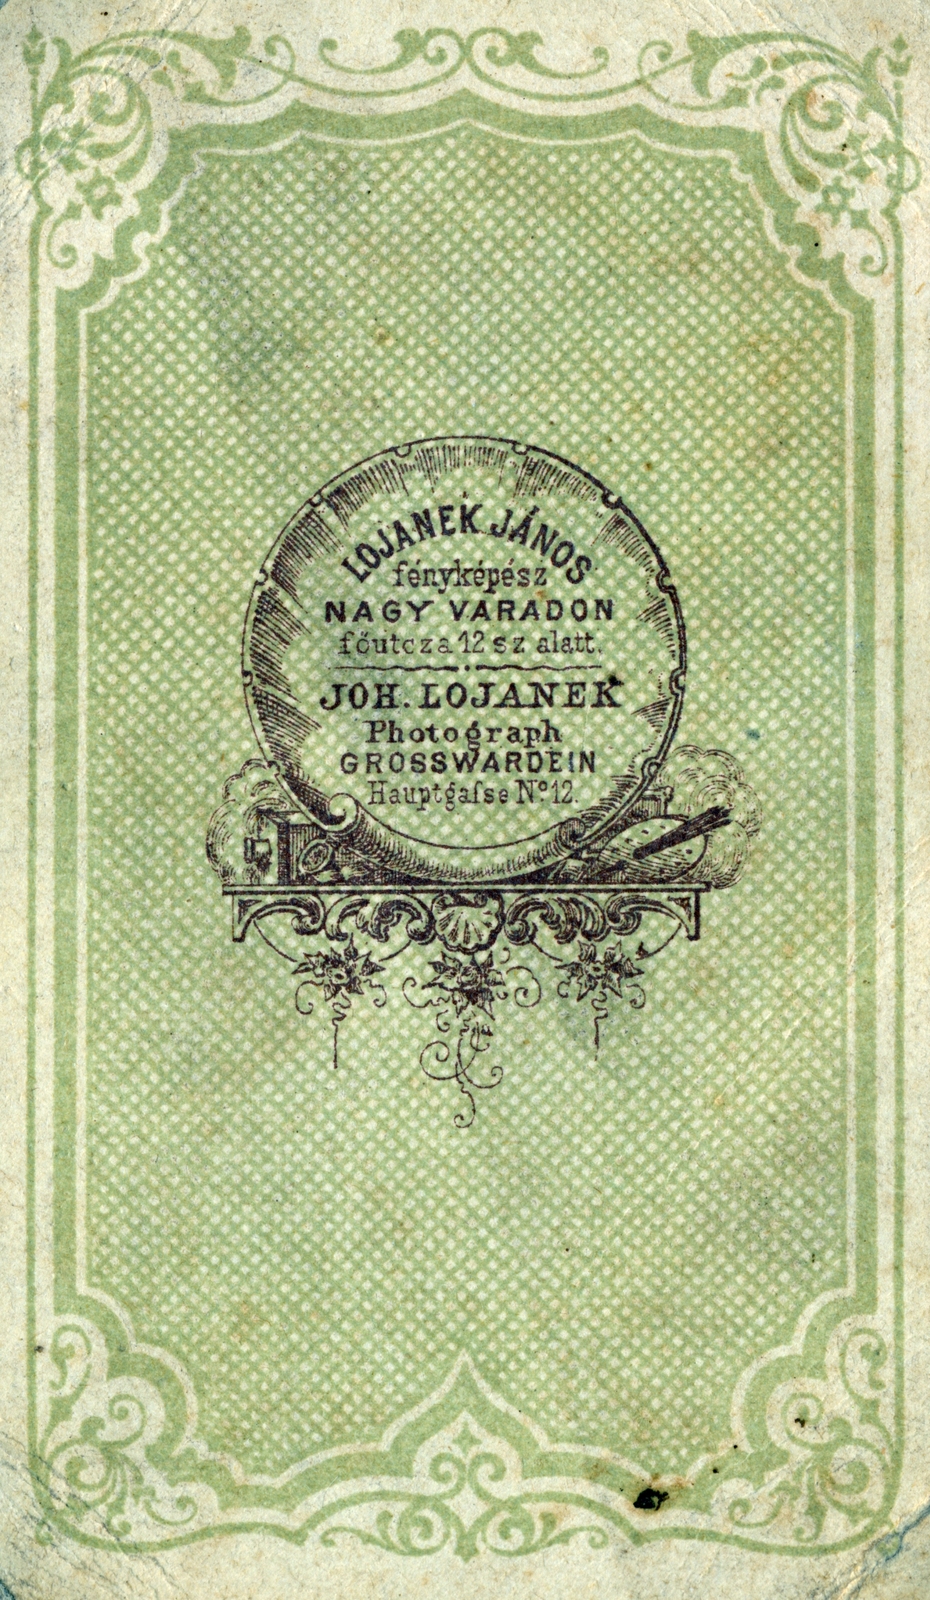 LOJANEK JÁNOS
fényképész
NAGY VARADON
főutcza 12 sz alatt.
JOH. LOJANEK
Photograph
GROSSWARDEIN
Hauptgaſse Nº 12.